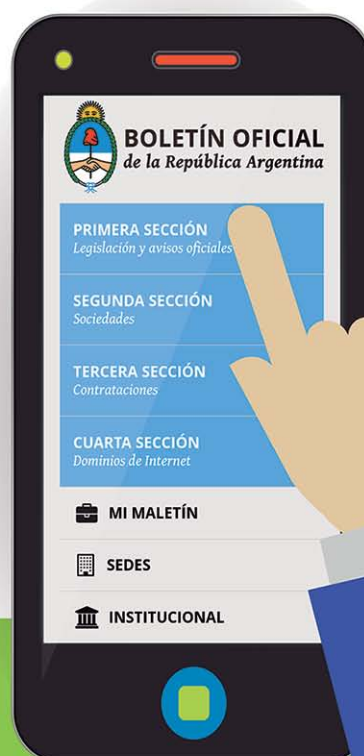 BOLETÍN OFICIAL
de la República Argentina
PRIMERA SECCIÓN
Legislación y avisos oficiales
SEGUNDA SECCIÓN
Sociedades
TERCERA SECCIÓN
Contrataciones
CUARTA SECCIÓN
Dominios de Internet
MI MALETÍN
SEDES
INSTITUCIONAL